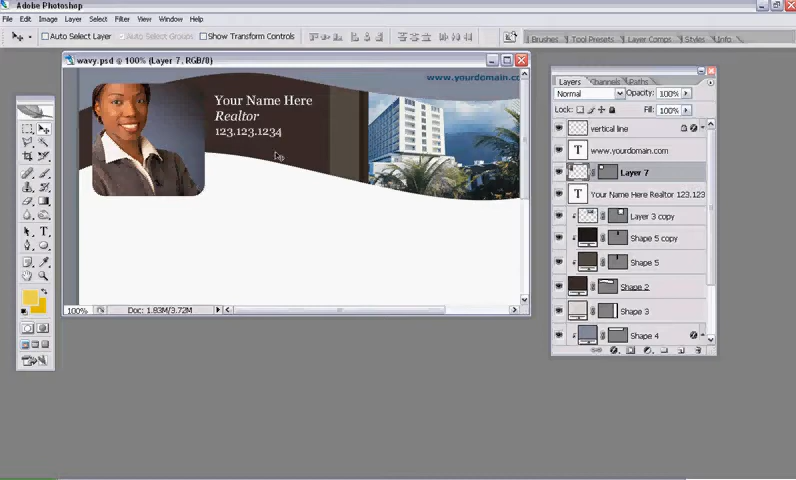 Adobe Photoshop
File Edit Image Layer Select Filter View Window Help
Auto Select Layer Auto Select Groups Show Transform Controls
Brushes Tool Presets Layer Comps Styles Info
wavy.psd @ 100% (Layer 7, RGB/8)
www.yourdomain.co
Your Name Here
Realtor
123.123.1234
100% Doc: 1.83M/3.72M
Layers Channels Paths
Normal Opacity: 100%
Lock: Fill: 100%
vertical line
T www.yourdomain.com
Layer 7
T Your Name Here Realtor 123.123
Layer 3 copy
Shape 5 copy
Shape 5
Shape 2
Shape 3
Shape 4